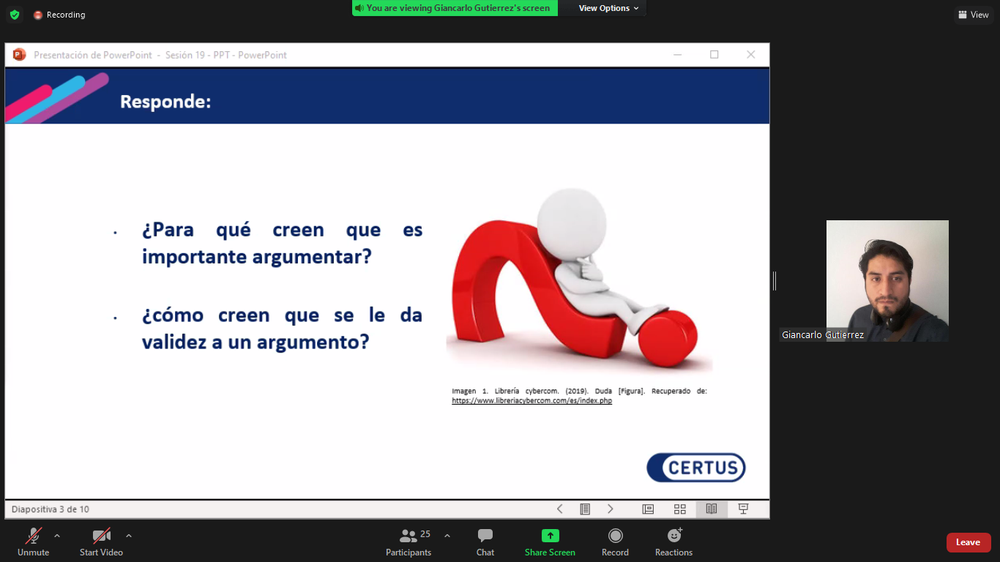 Recording
You are viewing Giancarlo Gutierrez's screen
View Options
View
Presentación de PowerPoint - Sesión 19 - PPT - PowerPoint
Responde:
• ¿Para qué creen que es
importante argumentar?
• ¿cómo creen que se le da
validez a un argumento?
Imagen 1. Librería cybercom. (2019). Duda [Figura]. Recuperado de:
https://www.libreriacybercom.com/es/index.php
CERTUS
Giancarlo Gutierrez
Diapositiva 3 de 10
Unmute
Start Video
25
Participants
Chat
Share Screen
Record
Reactions
Leave